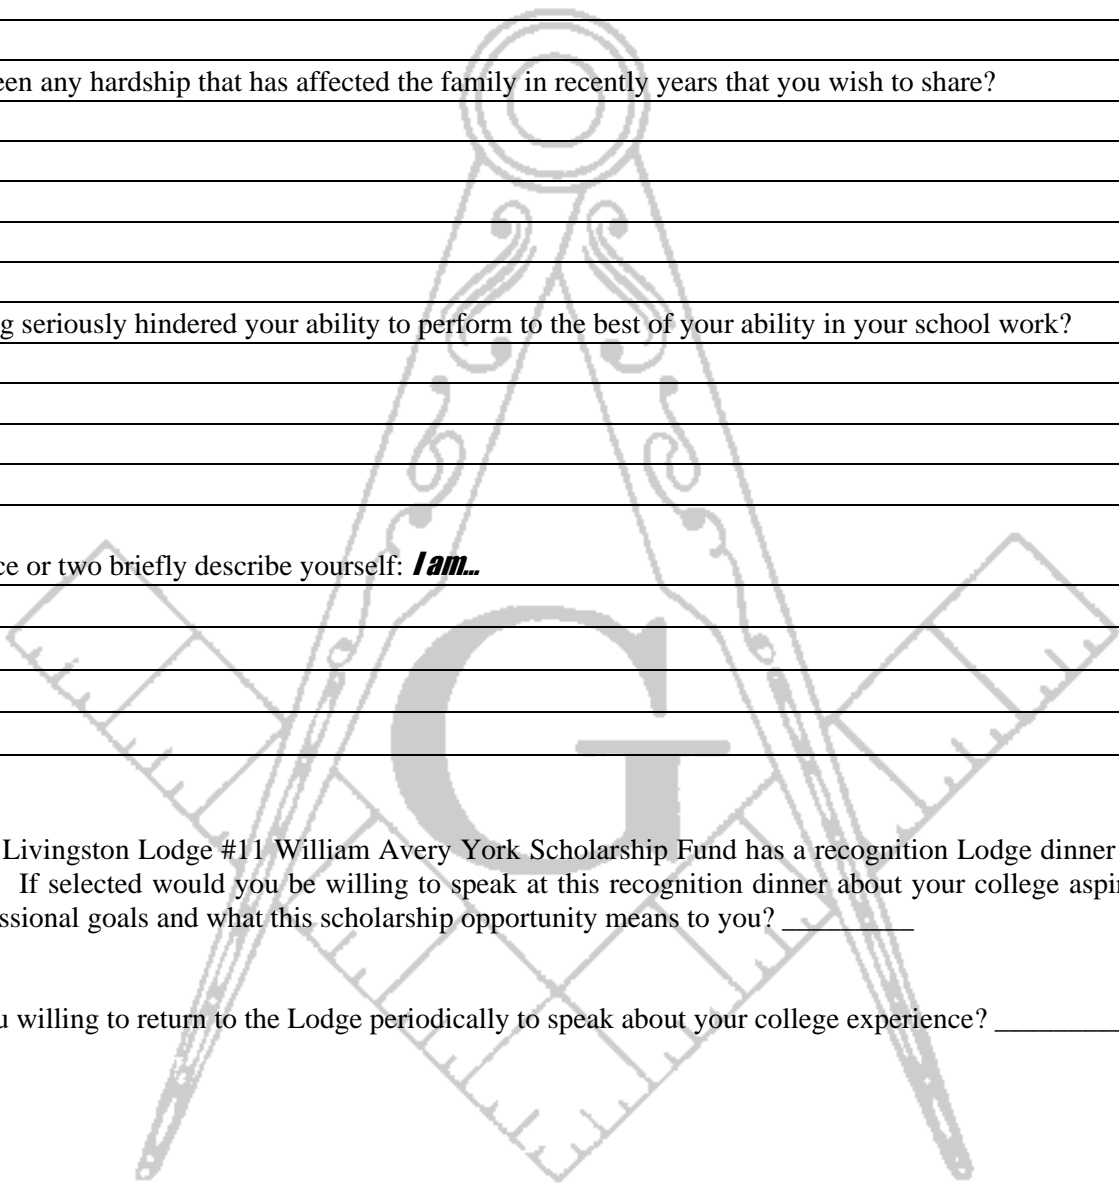 een any hardship that has affected the family in recently years that you wish to share?
g seriously hindered your ability to perform to the best of your ability in your school work?
ce or two briefly describe yourself: I am...
G
Livingston Lodge #11 William Avery York Scholarship Fund has a recognition Lodge dinner
If selected would you be willing to speak at this recognition dinner about your college aspir
ssional goals and what this scholarship opportunity means to you? _________
u willing to return to the Lodge periodically to speak about your college experience? _________